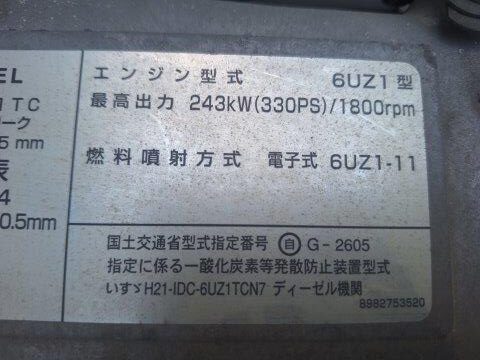 EL
エンジン型式 6UZ1型
1TC
最高出力 243kW(330PS)/1800rpm
ーク
5 mm
燃料噴射方式 電子式 6UZ1-11
表
4
0.5mm
国土交通省型式指定番号 自 G-2605
指定に係る一酸化炭素等発散防止装置型式
いすゞH21-IDC-6UZ1TCN7 ディーゼル機関
8982753520